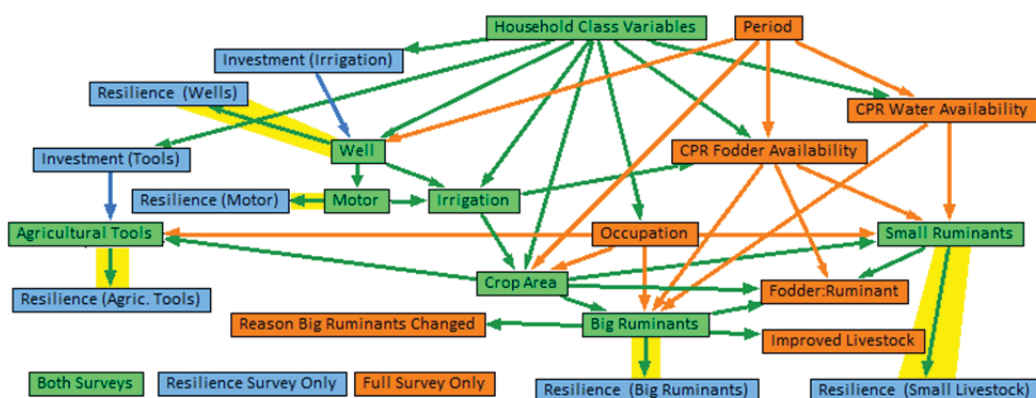 Household Class Variables
Period
Investment (Irrigation)
Resilience (Wells)
CPR Water Availability
Well
CPR Fodder Availability
Investment (Tools)
Resilience (Motor)
Motor
Irrigation
Agricultural Tools
Occupation
Small Ruminants
Crop Area
Fodder:Ruminant
Resilience (Agric. Tools)
Reason Big Ruminants Changed
Big Ruminants
Improved Livestock
Both Surveys
Resilience Survey Only
Full Survey Only
Resilience (Big Ruminants)
Resilience (Small Livestock)